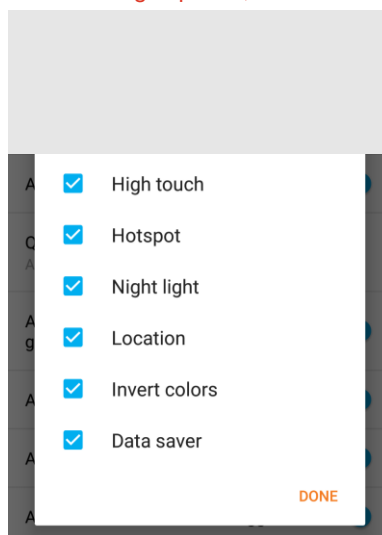 High touch
Hotspot
Night light
Location
Invert colors
Data saver
DONE